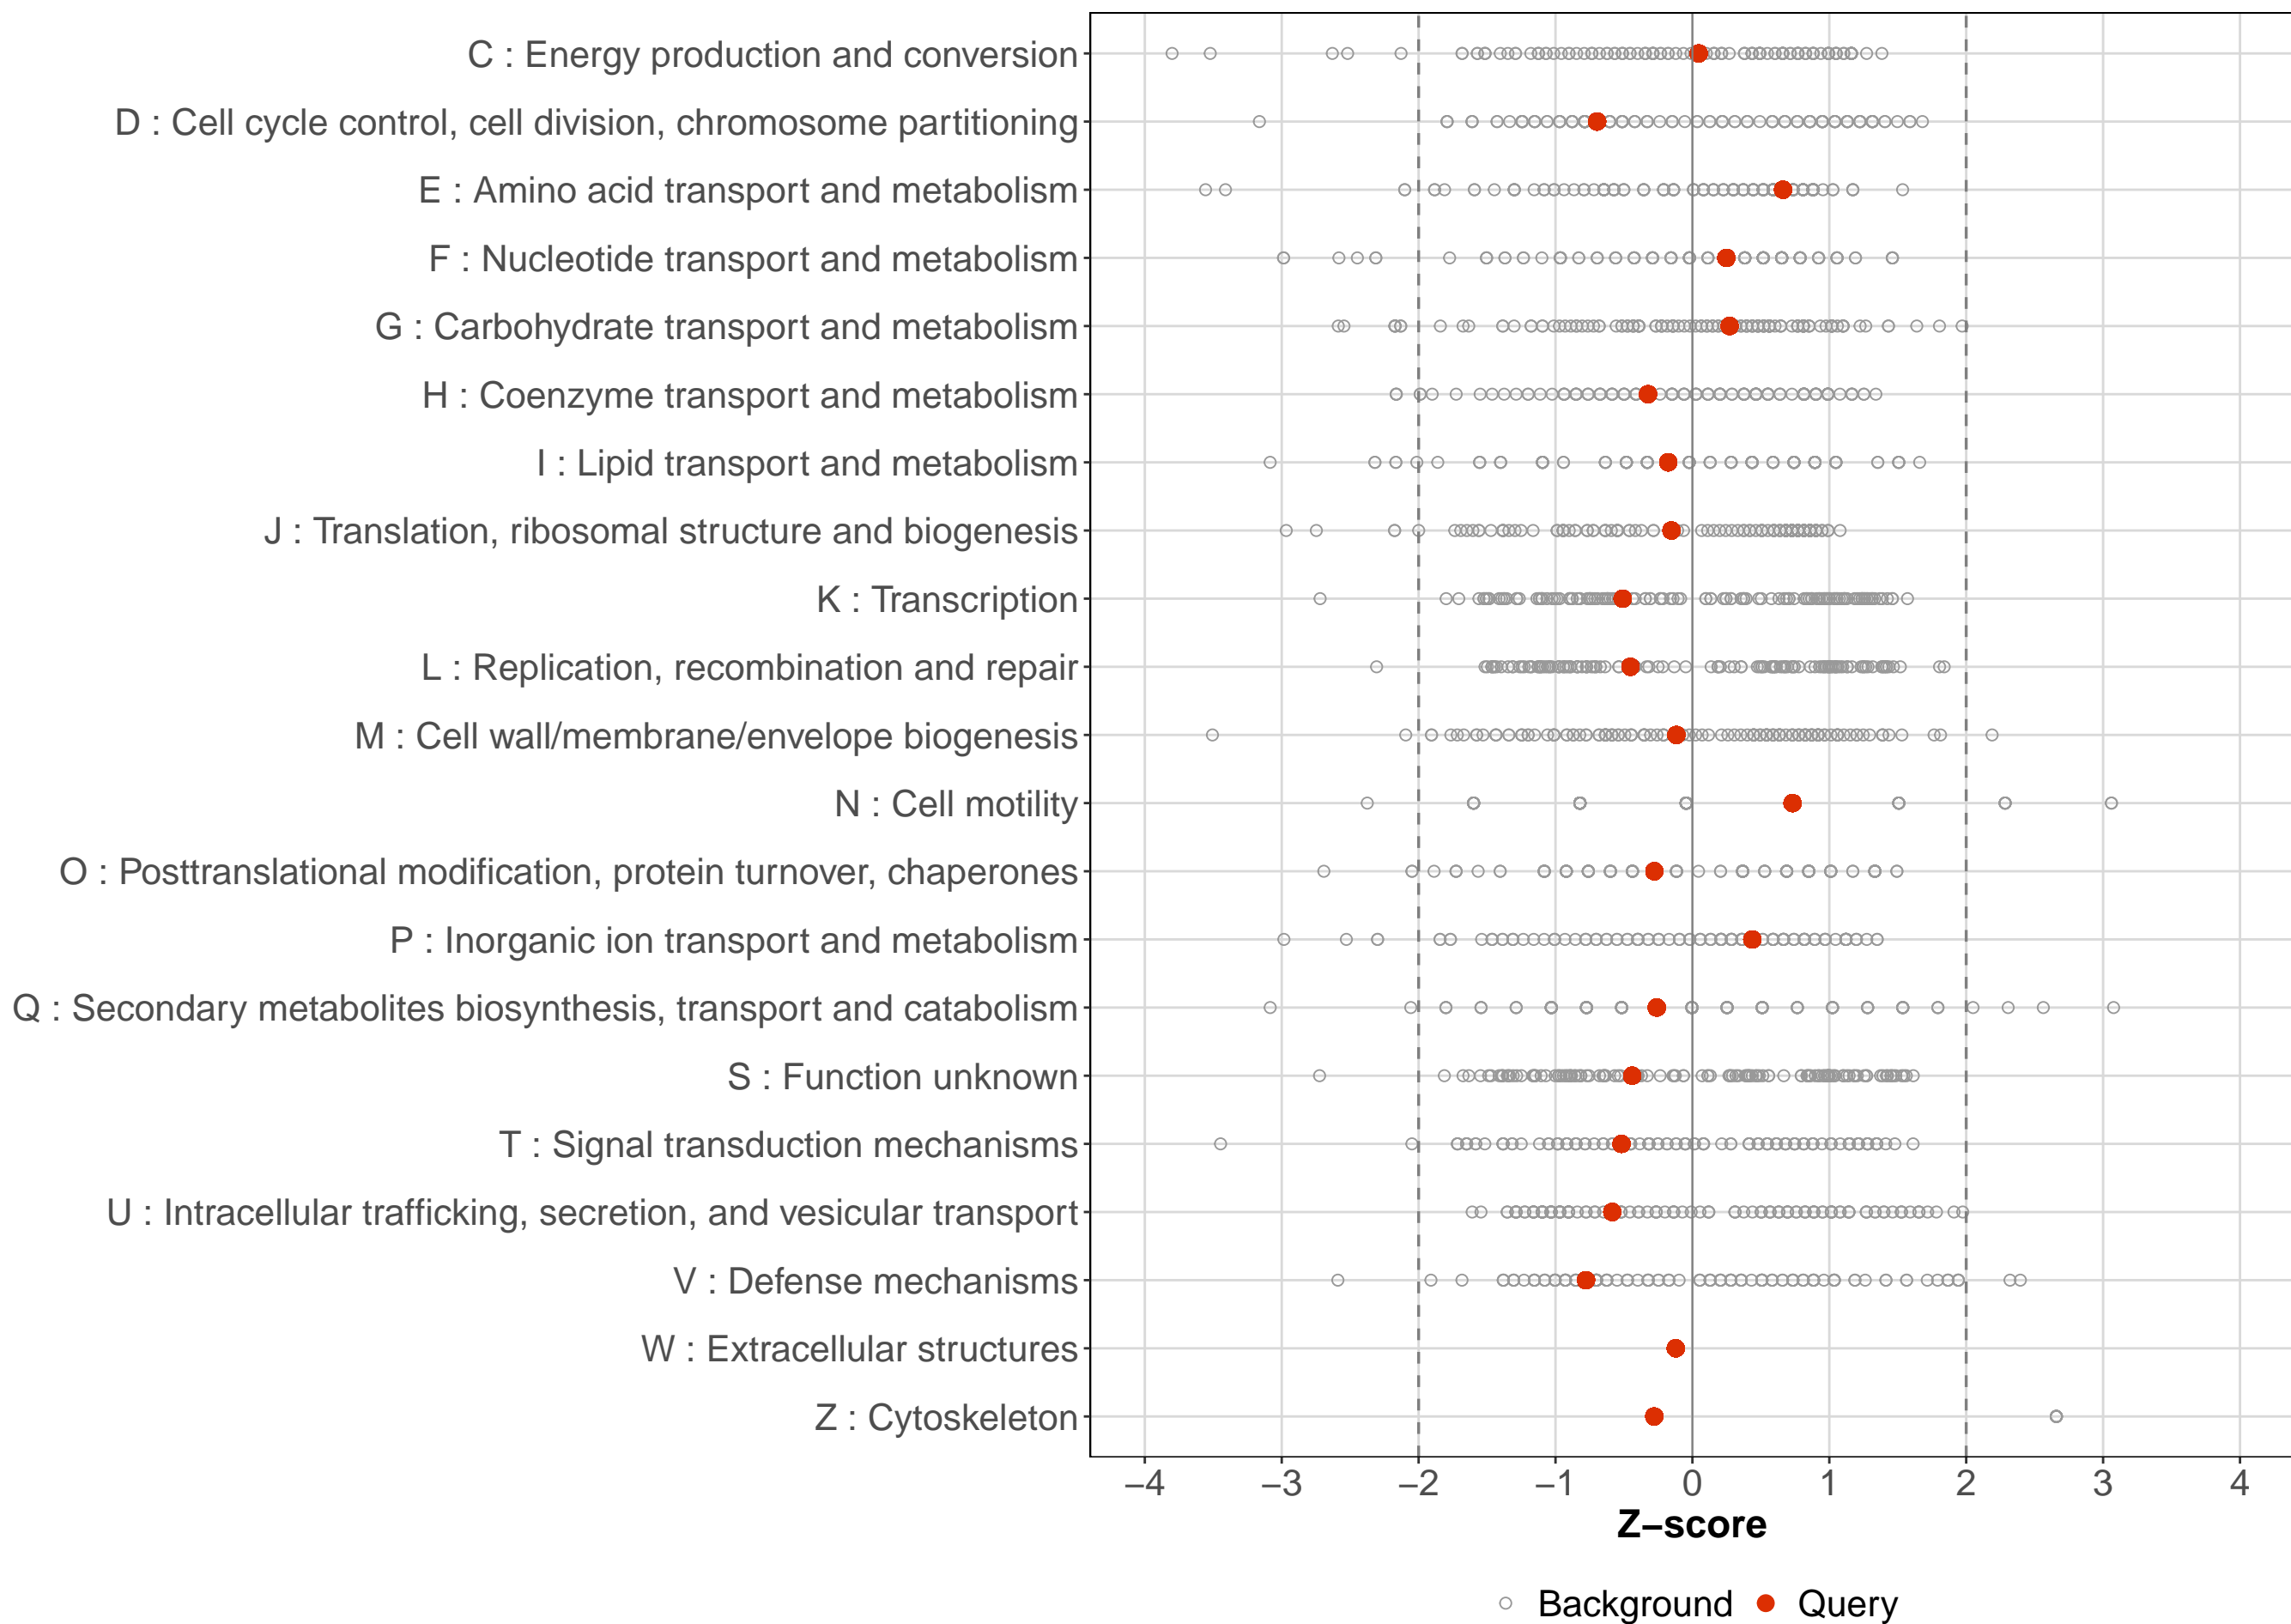 C : Energy production and conversion
D : Cell cycle control, cell division, chromosome partitioning
E : Amino acid transport and metabolism
F : Nucleotide transport and metabolism
G : Carbohydrate transport and metabolism
H : Coenzyme transport and metabolism
I : Lipid transport and metabolism
J : Translation, ribosomal structure and biogenesis
K : Transcription
L : Replication, recombination and repair
M : Cell wall/membrane/envelope biogenesis
N : Cell motility
O : Posttranslational modification, protein turnover, chaperones
P : Inorganic ion transport and metabolism
Q : Secondary metabolites biosynthesis, transport and catabolism
S : Function unknown
T : Signal transduction mechanisms
U : Intracellular trafficking, secretion, and vesicular transport
V : Defense mechanisms
W : Extracellular structures
Z : Cytoskeleton
−4 −3 −2 −1 0 1 2 3 4
Z−score
Background Query